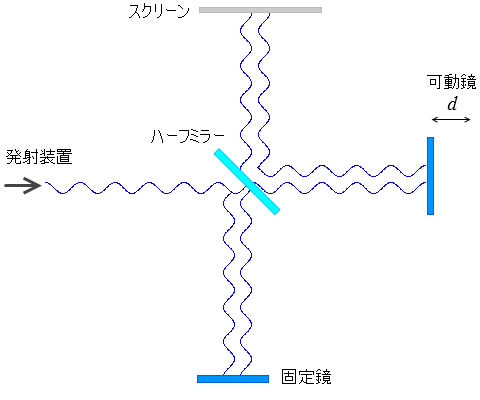 スクリーン
可動鏡
d
ハーフミラー
発射装置
固定鏡